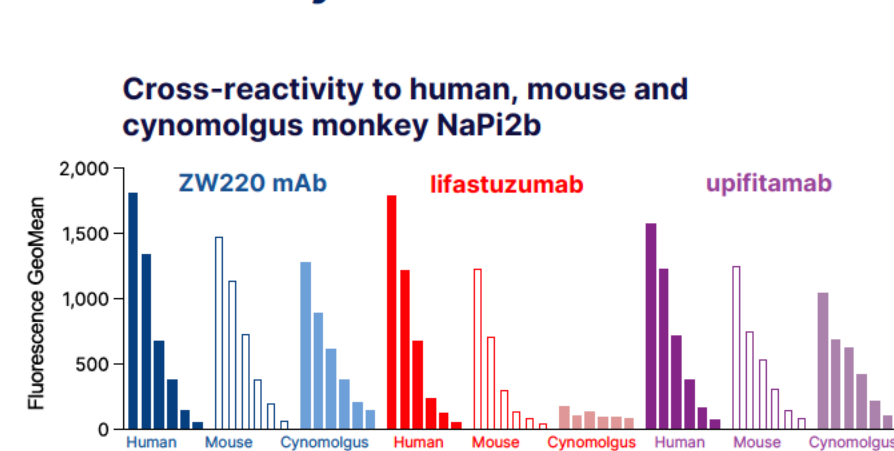 Cross-reactivity to human, mouse and
cynomolgus monkey NaPi2b
ZW220 mAb
lifastuzumab
upifitamab
Fluorescence GeoMean
2,000
1,500
1,000
500
0
Human Mouse Cynomolgus Human Mouse Cynomolgus Human Mouse Cynomolgus